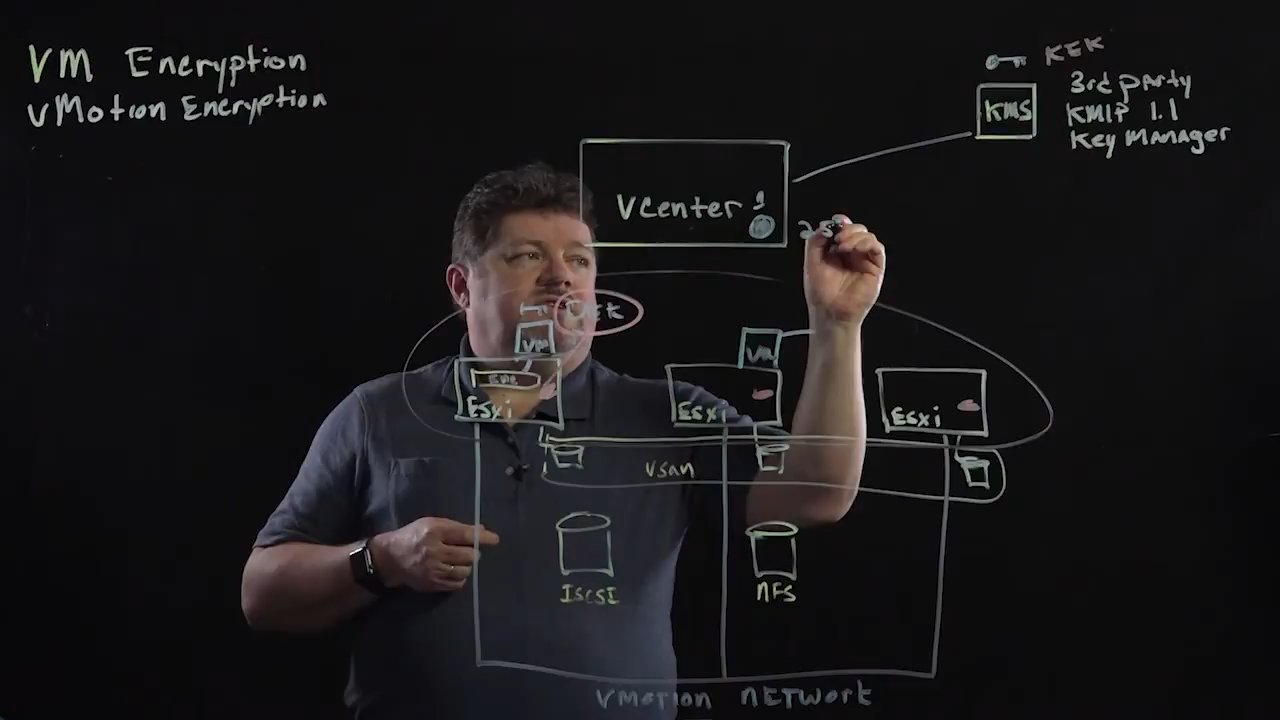 VM Encryption
vMotion Encryption
KEK
3rd party
KMS
KMIP 1.1
Key Manager
vCenter
VM
VM
Enc
ESXi
ESXi
ESXi
vsan
ISCSI
NFS
vMotion Network